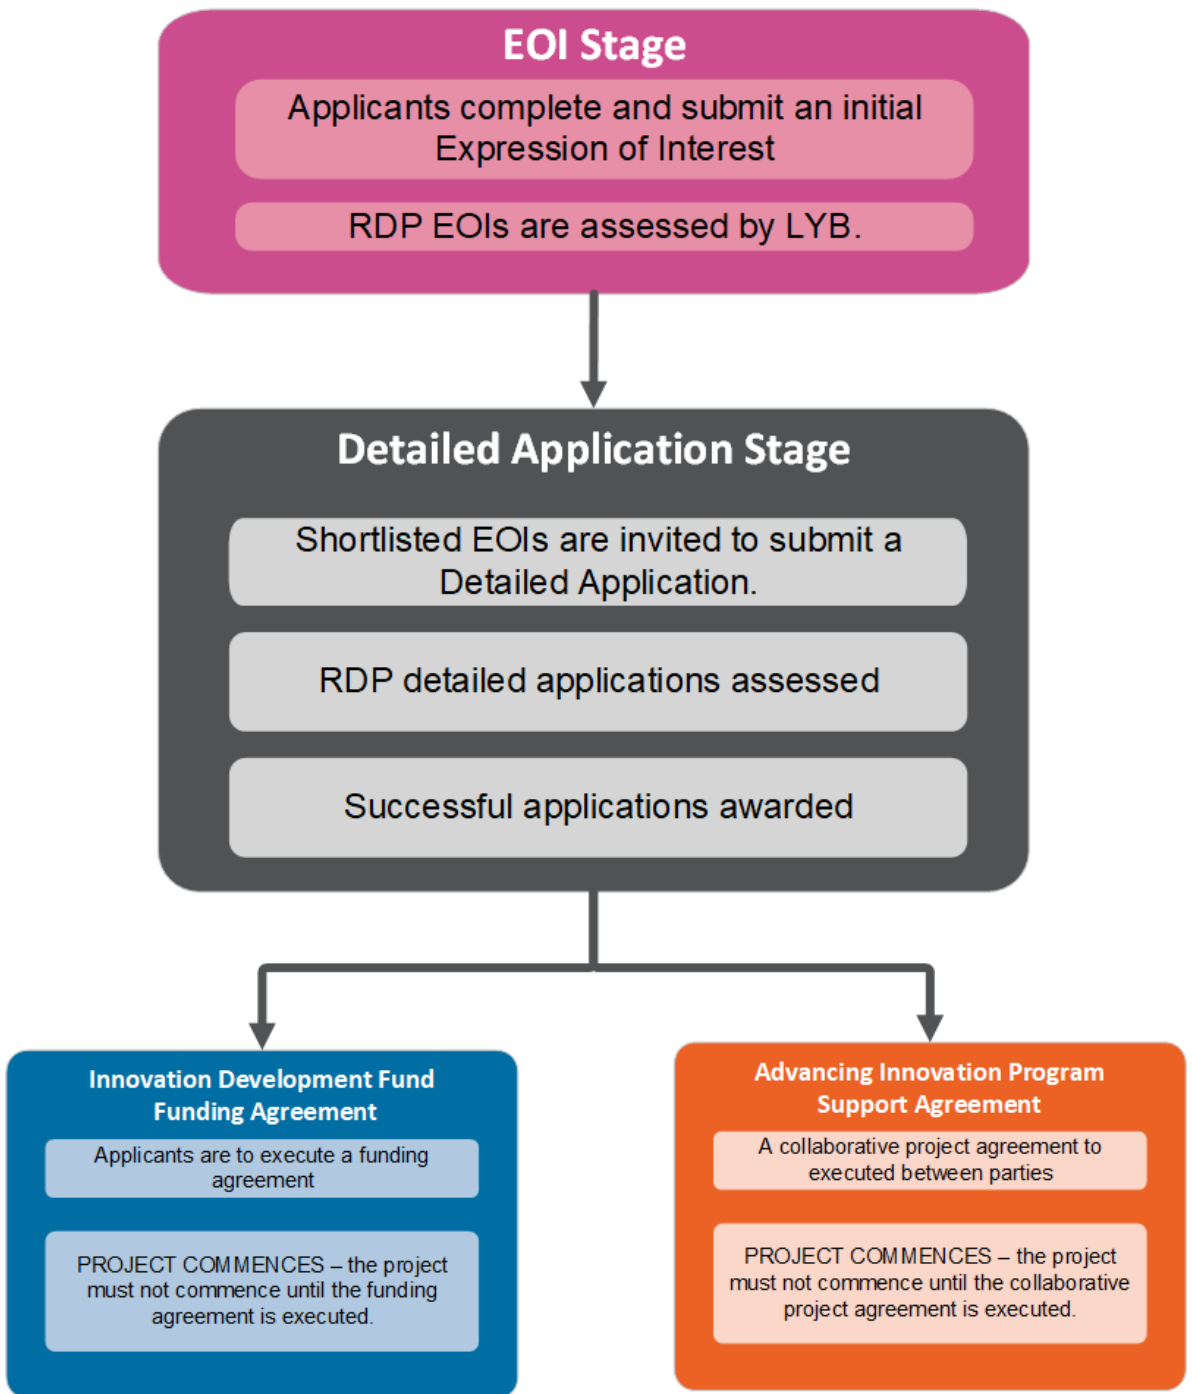 EOI Stage
Applicants complete and submit an initial
Expression of Interest
RDP EOIs are assessed by LYB.
Detailed Application Stage
Shortlisted EOIs are invited to submit a
Detailed Application.
RDP detailed applications assessed
Successful applications awarded
Innovation Development Fund
Funding Agreement
Applicants are to execute a funding
agreement
PROJECT COMMENCES – the project
must not commence until the funding
agreement is executed.
Advancing Innovation Program
Support Agreement
A collaborative project agreement to
executed between parties
PROJECT COMMENCES – the project
must not commence until the collaborative
project agreement is executed.